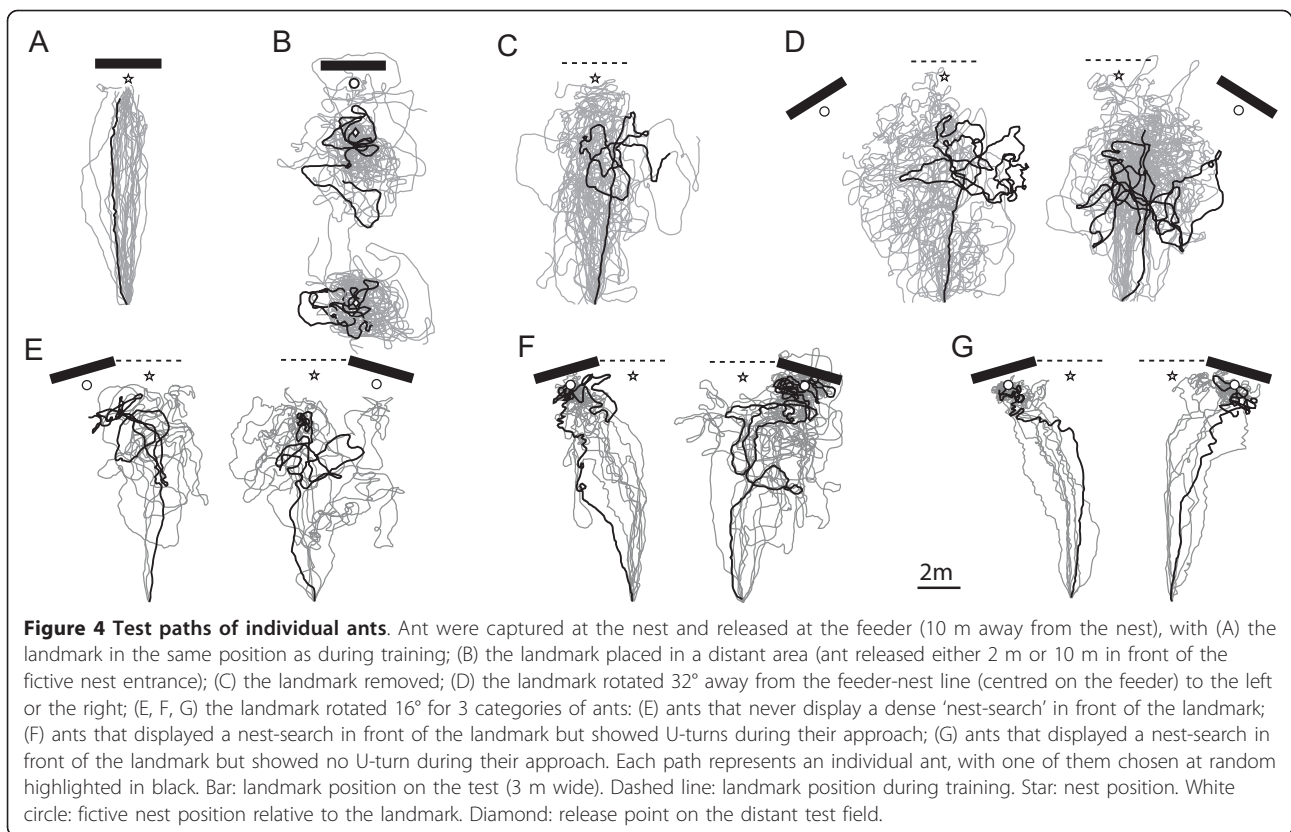 A
B
C
D
E
F
G
2m
Figure 4 Test paths of individual ants. Ant were captured at the nest and released at the feeder (10 m away from the nest), with (A) the
landmark in the same position as during training; (B) the landmark placed in a distant area (ant released either 2 m or 10 m in front of the
fictive nest entrance); (C) the landmark removed; (D) the landmark rotated 32° away from the feeder-nest line (centred on the feeder) to the left
or the right; (E, F, G) the landmark rotated 16° for 3 categories of ants: (E) ants that never display a dense ‘nest-search’ in front of the landmark;
(F) ants that displayed a nest-search in front of the landmark but showed U-turns during their approach; (G) ants that displayed a nest-search in
front of the landmark but showed no U-turn during their approach. Each path represents an individual ant, with one of them chosen at random
highlighted in black. Bar: landmark position on the test (3 m wide). Dashed line: landmark position during training. Star: nest position. White
circle: fictive nest position relative to the landmark. Diamond: release point on the distant test field.